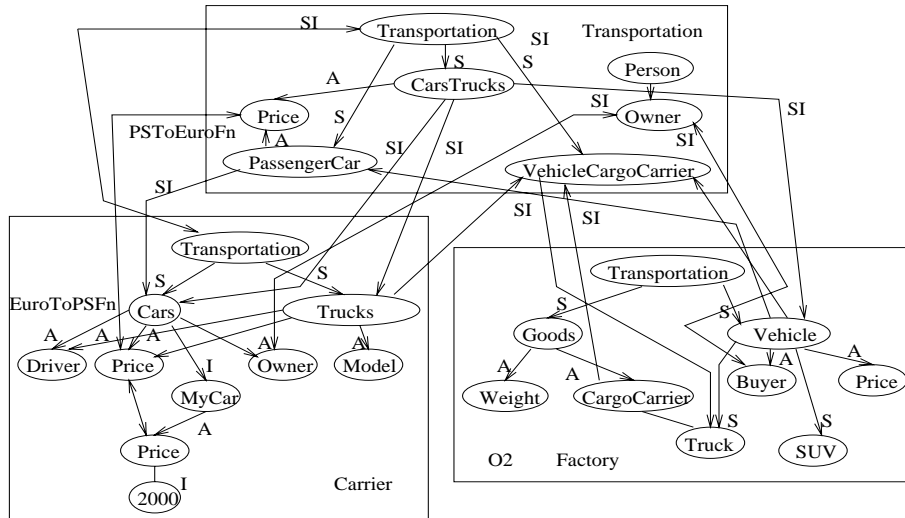 SI
Transportation
SI
Transportation
S
S
Person
A
CarsTrucks
Price
S
SI
Owner
SI
PSToEuroFn
A
SI
SI
SI
PassengerCar
VehicleCargoCarrier
SI
SI
SI
Transportation
Transportation
S
S
EuroToPSFn
Cars
Trucks
S
S
Goods
Vehicle
A
A
A
A
A
Driver
Price
I
Owner
Model
A
A
A
A
MyCar
Weight
CargoCarrier
Buyer
Price
A
Price
S
S
Truck
SUV
2000
I
Carrier
O2
Factory